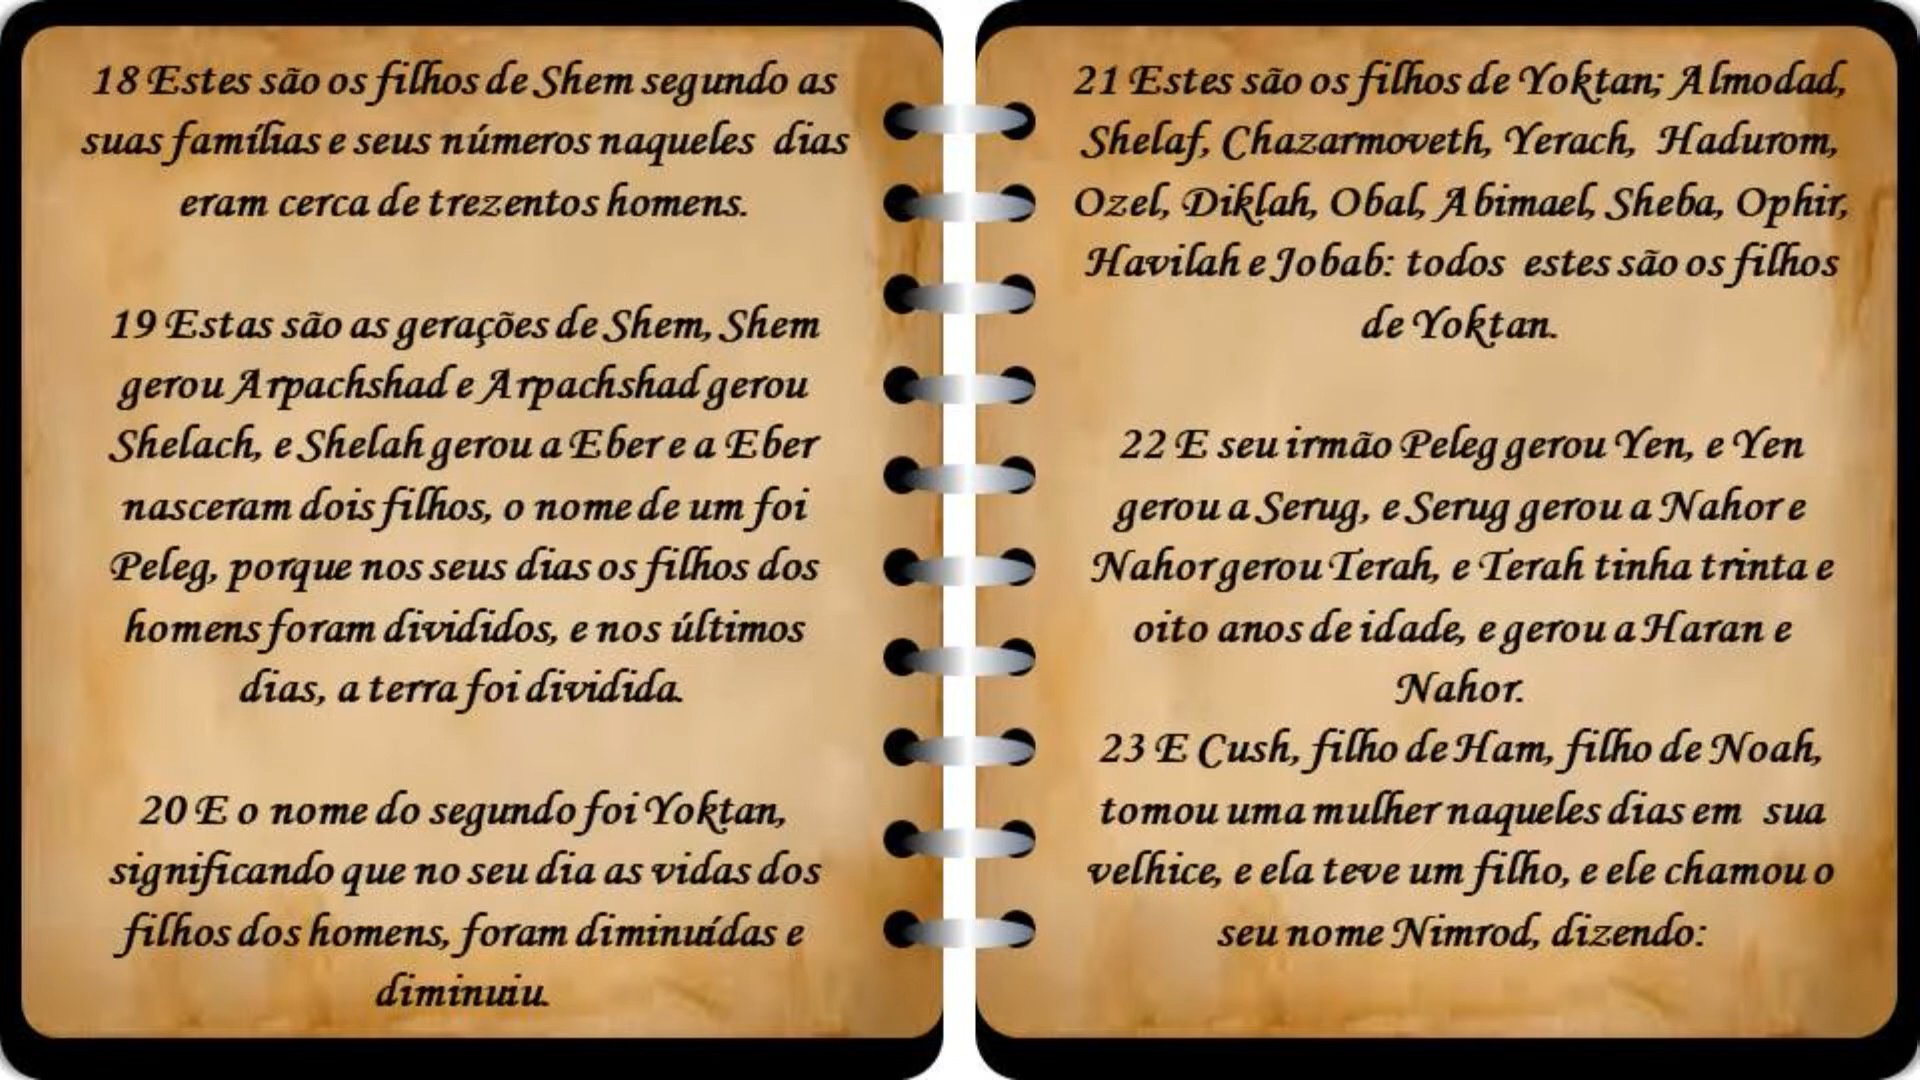 18 Estes são os filhos de Shem segundo as
suas famílias e seus números naqueles dias
eram cerca de trezentos homens.
19 Estas são as gerações de Shem, Shem
gerou Arpachshad e Arpachshad gerou
Shelach, e Shelah gerou a Eber e a Eber
nasceram dois filhos, o nome de um foi
Peleg, porque nos seus dias os filhos dos
homens foram divididos, e nos últimos
dias, a terra foi dividida.
20 E o nome do segundo foi Yoktan,
significando que no seu dia as vidas dos
filhos dos homens, foram diminuídas e
diminuiu.
21 Estes são os filhos de Yoktan; Almodad,
Shelaf, Chazarmoveth, Yerach, Hadurom,
Ozel, Diklah, Obal, Abimael, Sheba, Ophir,
Havilah e Jobab: todos estes são os filhos
de Yoktan.
22 E seu irmão Peleg gerou Yen, e Yen
gerou a Serug, e Serug gerou a Nahor e
Nahor gerou Terah, e Terah tinha trinta e
oito anos de idade, e gerou a Haran e
Nahor.
23 E Cush, filho de Ham, filho de Noah,
tomou uma mulher naqueles dias em sua
velhice, e ela teve um filho, e ele chamou o
seu nome Nimrod, dizendo: